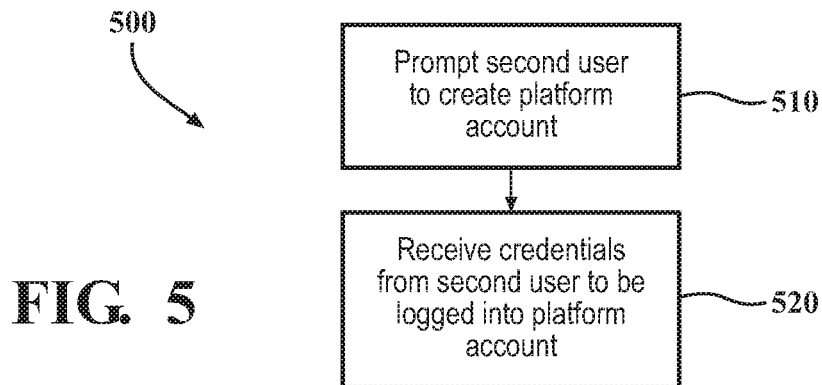 500
Prompt second user
to create platform
account
510
Receive credentials
from second user to be
logged into platform
account
520
FIG. 5